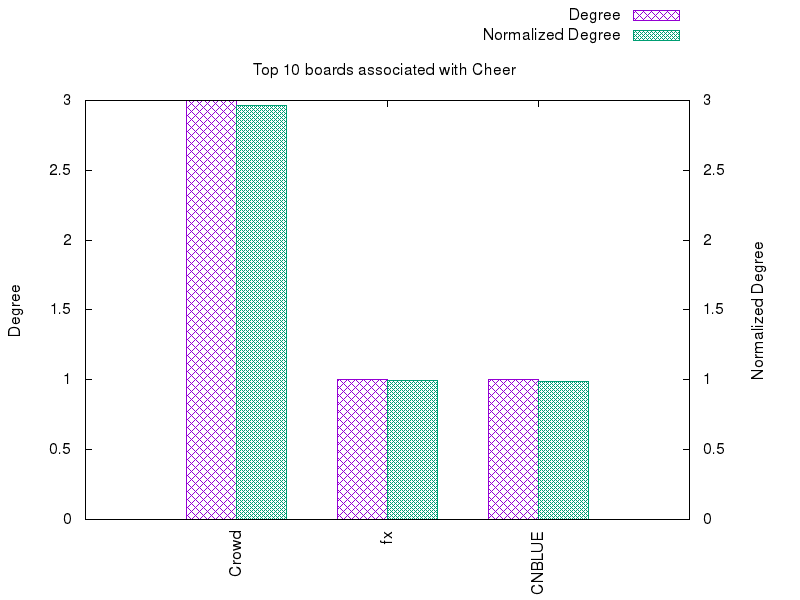 Degree
Normalized Degree
Top 10 boards associated with Cheer
3
2.5
2
1.5
1
0.5
0
Degree
3
2.5
2
1.5
1
0.5
0
Normalized Degree
Crowd
fx
CNBLUE